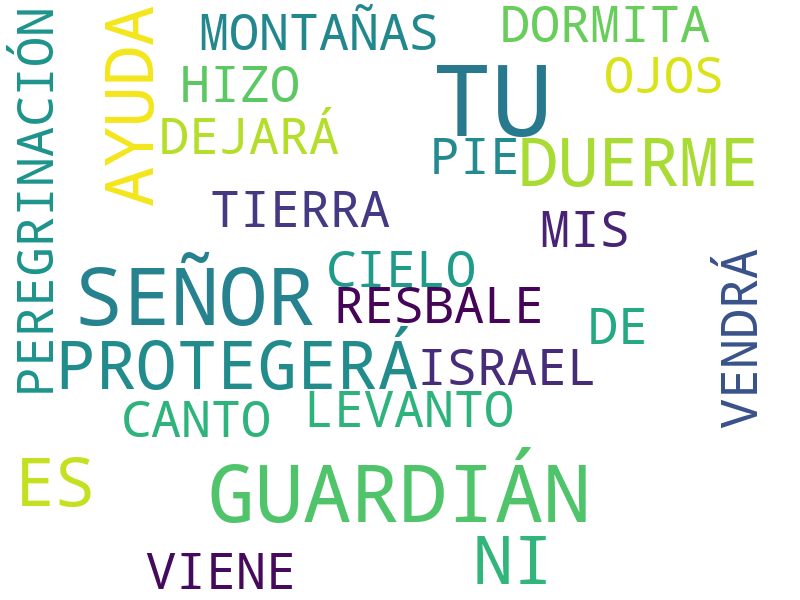 PEREGRINACIÓN
AYUDA
MONTAÑAS
DORMITA
HIZO
TU
OJOS
DEJARÁ
PIE
DUERME
TIERRA
MIS
SEÑOR
CIELO
RESBALE
DE
VENDRÁ
PROTEGERÁ
ISRAEL
CANTO
LEVANTO
ES
GUARDIÁN
VIENE
NI